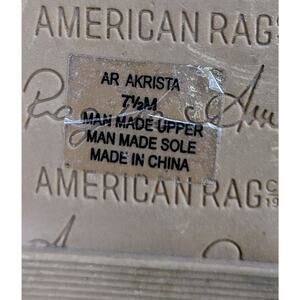 AMERICAN RAG
AR AKRISTA
7½M
MAN MADE UPPER
MAN MADE SOLE
MADE IN CHINA
AMERICAN RAG